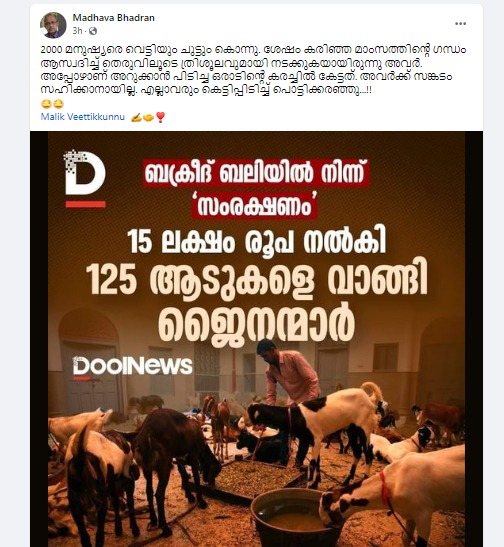 Madhava Bhadran
3h ·
2000 മനുഷ്യരെ വെട്ടിയും ചുട്ടും കൊന്നു. ശേഷം കരിഞ്ഞ മാംസത്തിന്റെ ഗന്ധം
ആസ്വദിച്ച് തെരുവിലൂടെ ത്രിശൂലവുമായി നടക്കുകയായിരുന്നു അവർ.
അപ്പോഴാണ് അറുക്കാൻ പിടിച്ച ഒരാടിന്റെ കരച്ചിൽ കേട്ടത്. അവർക്ക് സങ്കടം
സഹിക്കാനായില്ല. എല്ലാവരും കെട്ടിപ്പിടിച്ച് പൊട്ടിക്കരഞ്ഞു...!!
Malik Veettikkunnu
D
ബക്രീദ് ബലിയിൽ നിന്ന്
'സംരക്ഷണം'
15 ലക്ഷം രൂപ നൽകി
125 ആടുകളെ വാങ്ങി
ജൈനന്മാർ
DoolNews